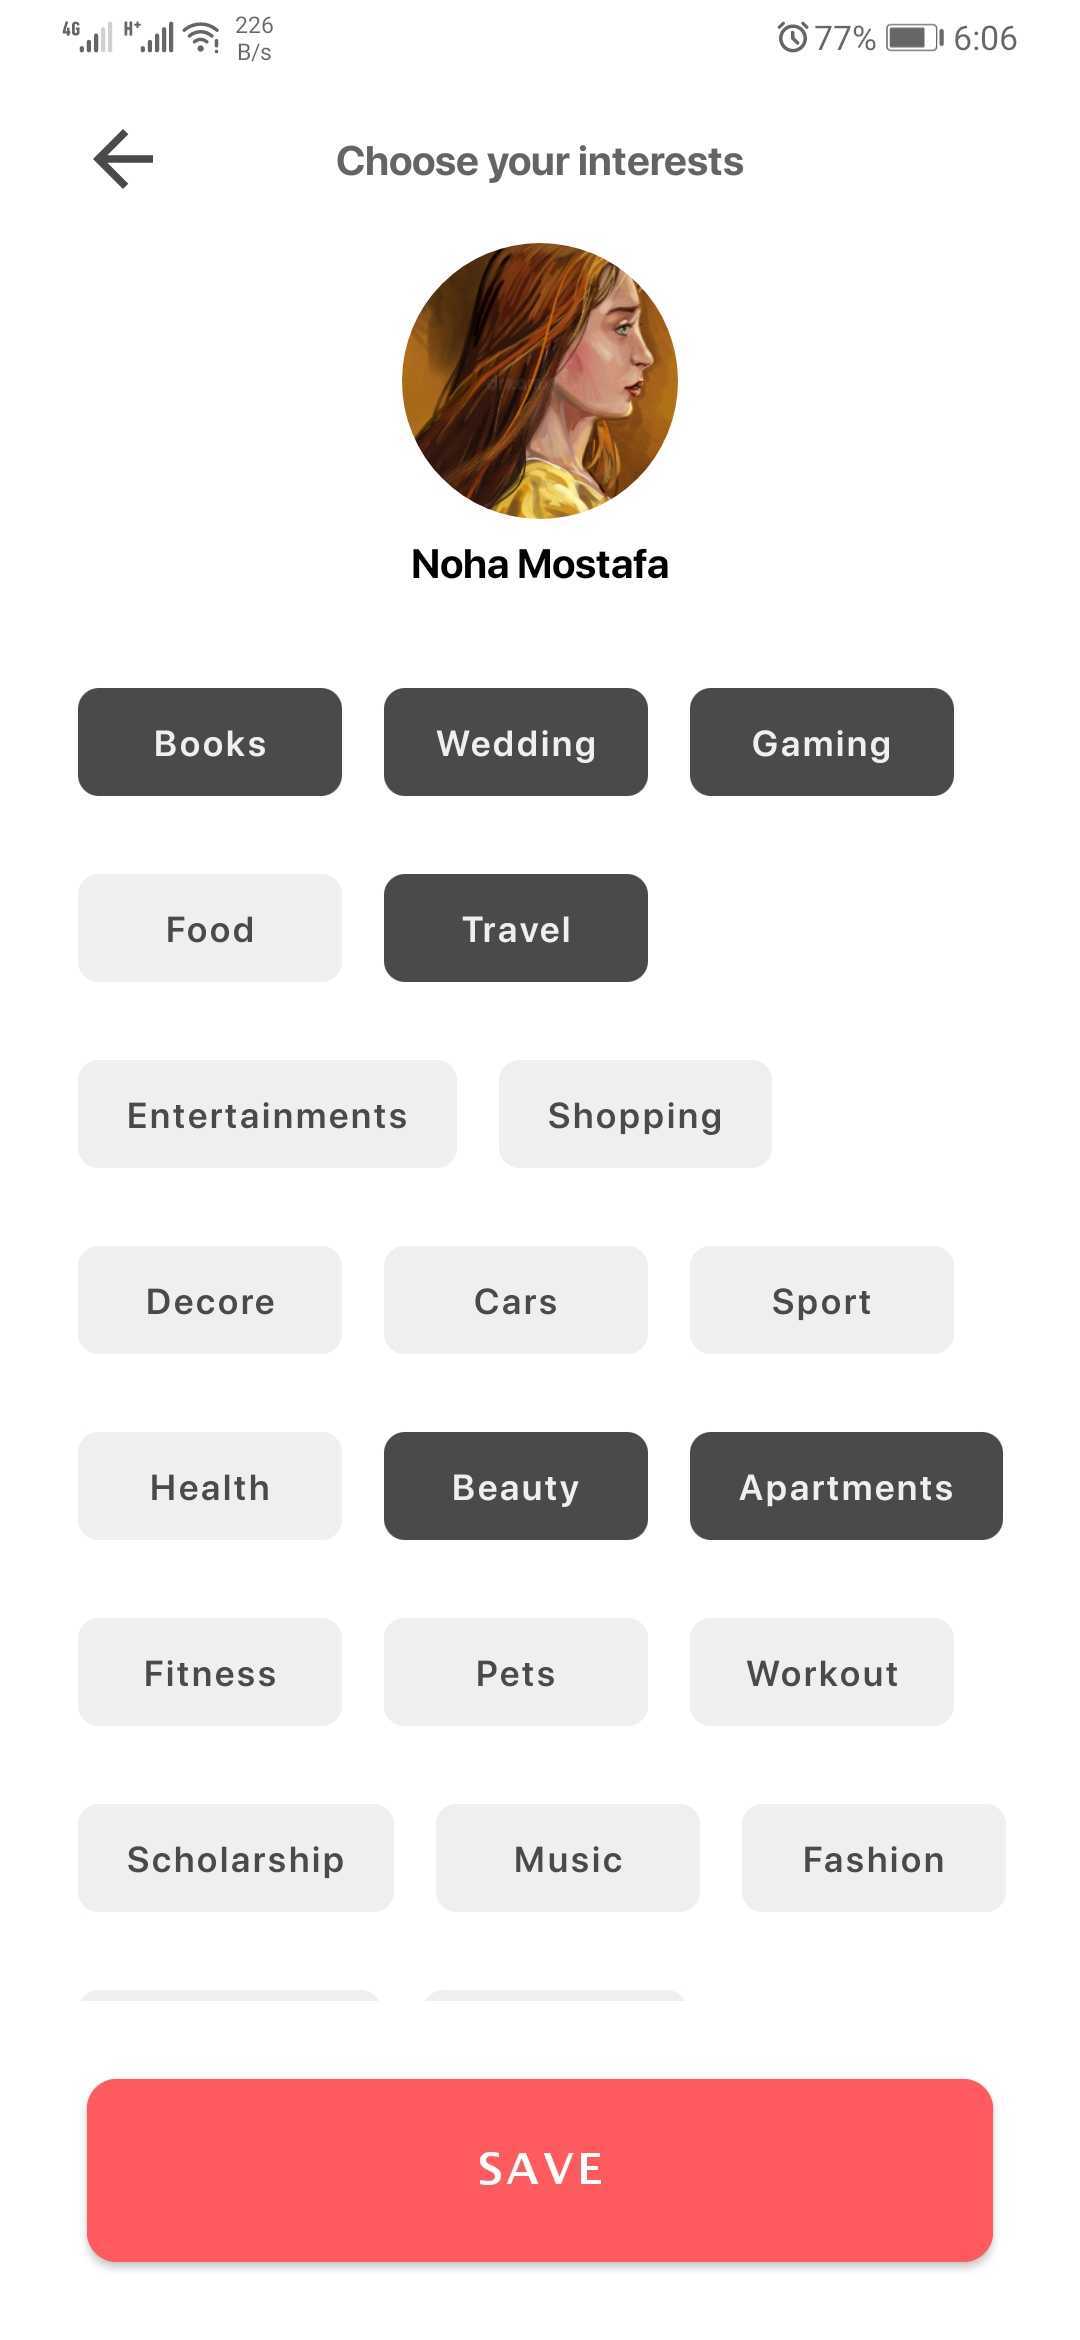 4G H+ 226 B/s 77% 6:06
Choose your interests
Noha Mostafa
Books Wedding Gaming
Food Travel
Entertainments Shopping
Decore Cars Sport
Health Beauty Apartments
Fitness Pets Workout
Scholarship Music Fashion
SAVE